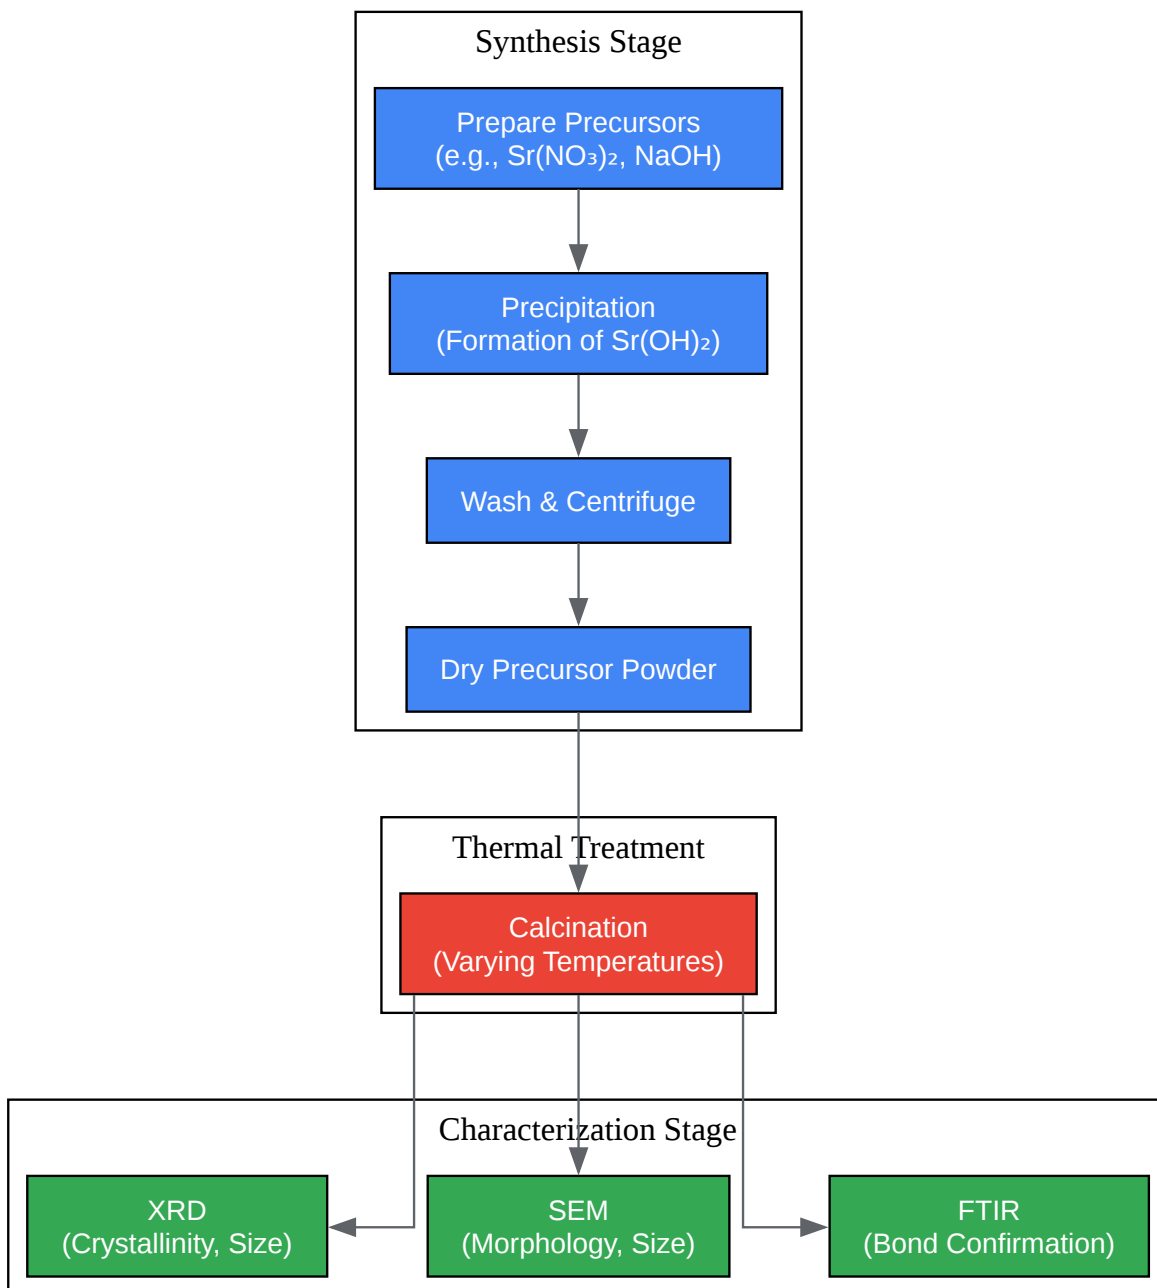 Synthesis Stage
Prepare Precursors
(e.g., Sr(NO₃)₂, NaOH)
Precipitation
(Formation of Sr(OH)₂)
Wash & Centrifuge
Dry Precursor Powder
Thermal Treatment
Calcination
(Varying Temperatures)
Characterization Stage
XRD
(Crystallinity, Size)
SEM
(Morphology, Size)
FTIR
(Bond Confirmation)